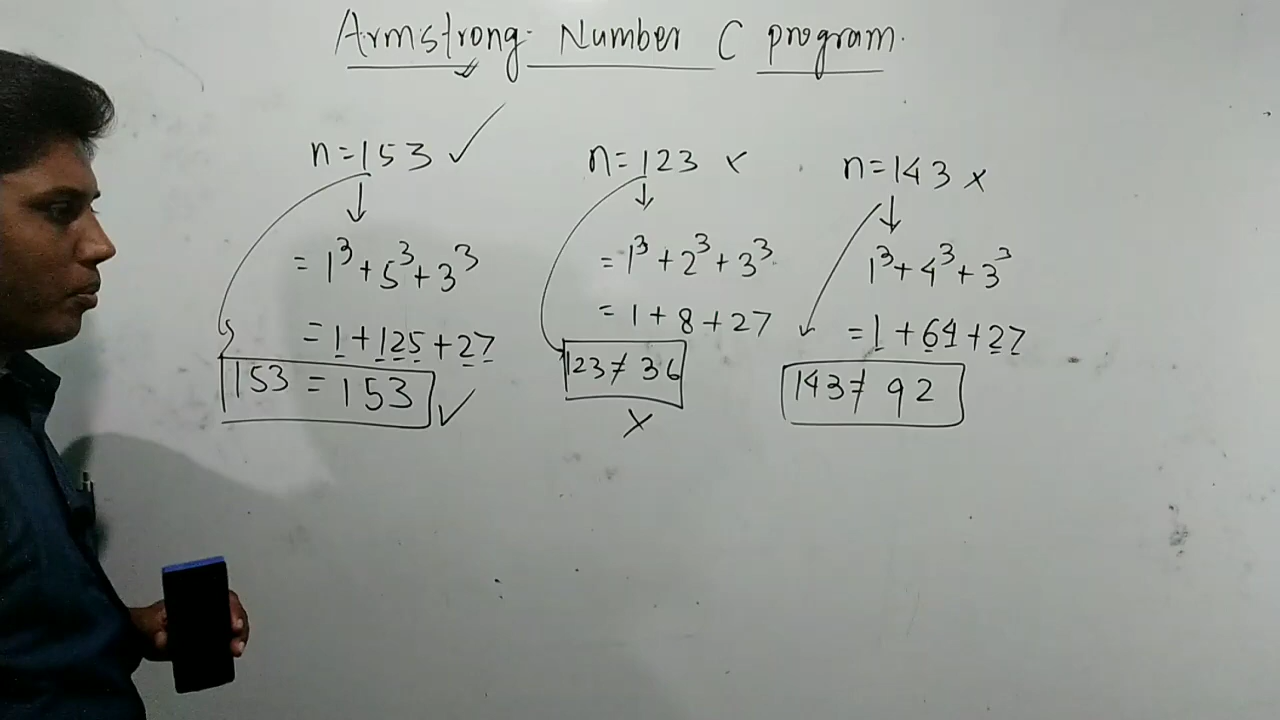 Armstrong Number C program.
n=153 ✓
= 1³+5³+3³
= 1+125+27
153 = 153 ✓
n=123 ×
= 1³+2³+3³
= 1+8+27
123≠36
×
n=143 ×
1³+4³+3³
= 1+64+27
143≠92